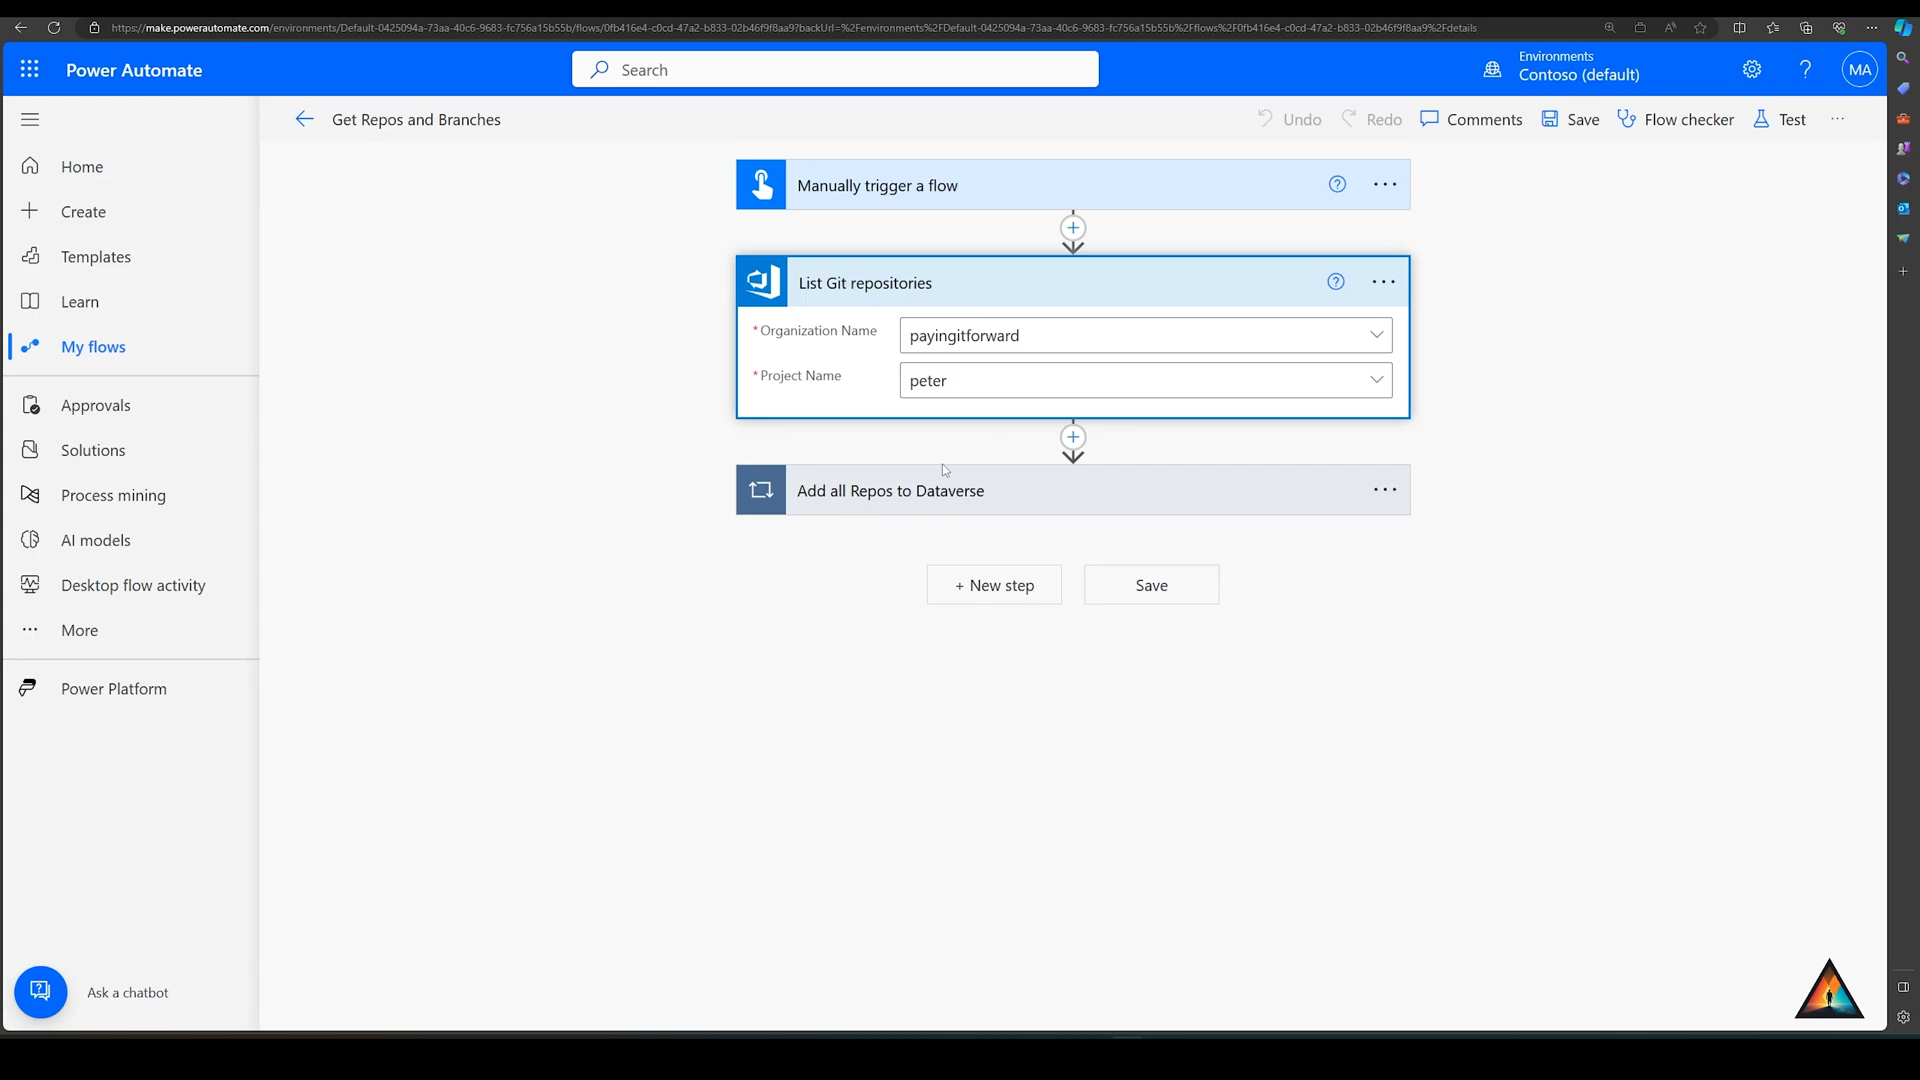 https://make.powerautomate.com/environments/Default-0425094a-73aa-40c6-9683-fc756a15b55b/flows/0fb416e4-c0cd-47a2-b833-02b46f9f8aa9?backUrl=%2Fenvironments%2FDefault-0425094a-73aa-40c6-9683-fc756a15b55b%2Fflows%2F0fb416e4-c0cd-47a2-b833-02b46f9f8aa9%2Fdetails
Power Automate
Search
Environments
Contoso (default)
MA
Get Repos and Branches
Undo
Redo
Comments
Save
Flow checker
Test
Home
Create
Templates
Learn
My flows
Approvals
Solutions
Process mining
AI models
Desktop flow activity
More
Power Platform
Ask a chatbot
Manually trigger a flow
List Git repositories
* Organization Name
payingitforward
* Project Name
peter
Add all Repos to Dataverse
+ New step
Save